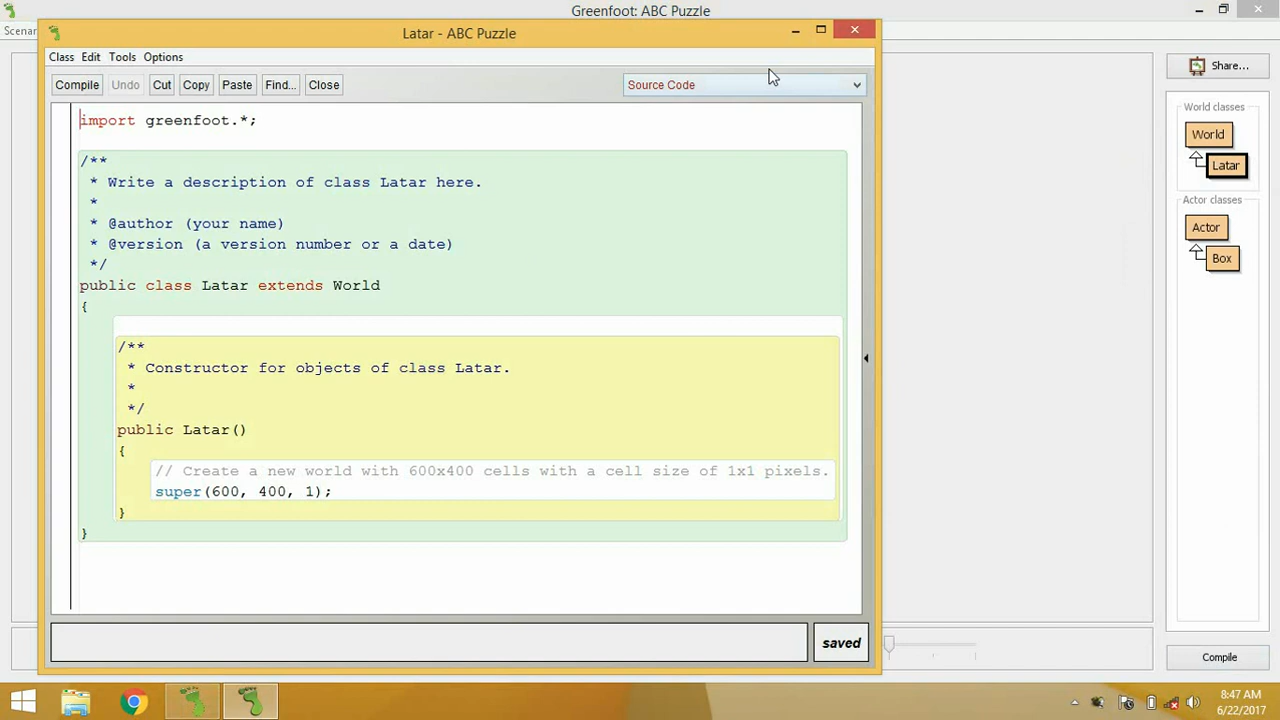 Greenfoot: ABC Puzzle
Scenar
Latar - ABC Puzzle
Class Edit Tools Options
Compile Undo Cut Copy Paste Find... Close Source Code
import greenfoot.*;
/**
* Write a description of class Latar here.
*
* @author (your name)
* @version (a version number or a date)
*/
public class Latar extends World
{
/**
* Constructor for objects of class Latar.
*
*/
public Latar()
{
// Create a new world with 600x400 cells with a cell size of 1x1 pixels.
super(600, 400, 1);
}
}
saved
Share...
World classes
World
Latar
Actor classes
Actor
Box
Compile
8:47 AM
6/22/2017